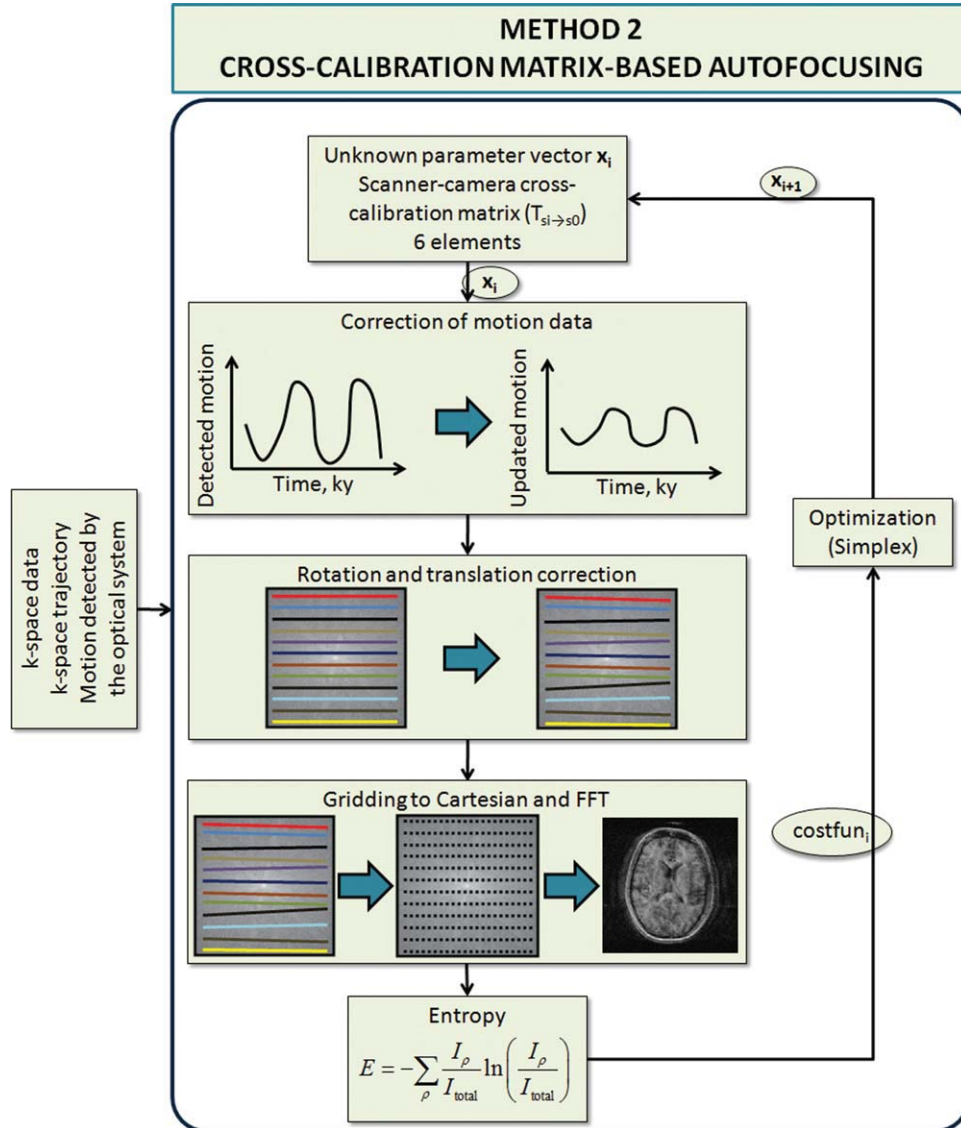 METHOD 2
CROSS-CALIBRATION MATRIX-BASED AUTOFOCUSING
Unknown parameter vector xᵢ
Scanner-camera cross-
calibration matrix (Tₛᵢ→ₛ₀)
6 elements
xᵢ₊₁
xᵢ
Correction of motion data
Detected motion
Time, ky
Updated motion
Time, ky
k-space data
k-space trajectory
Motion detected by
the optical system
Optimization
(Simplex)
Rotation and translation correction
Gridding to Cartesian and FFT
costfunᵢ
Entropy
E = −∑ρ Iρ/Itotal ln(Iρ/Itotal)